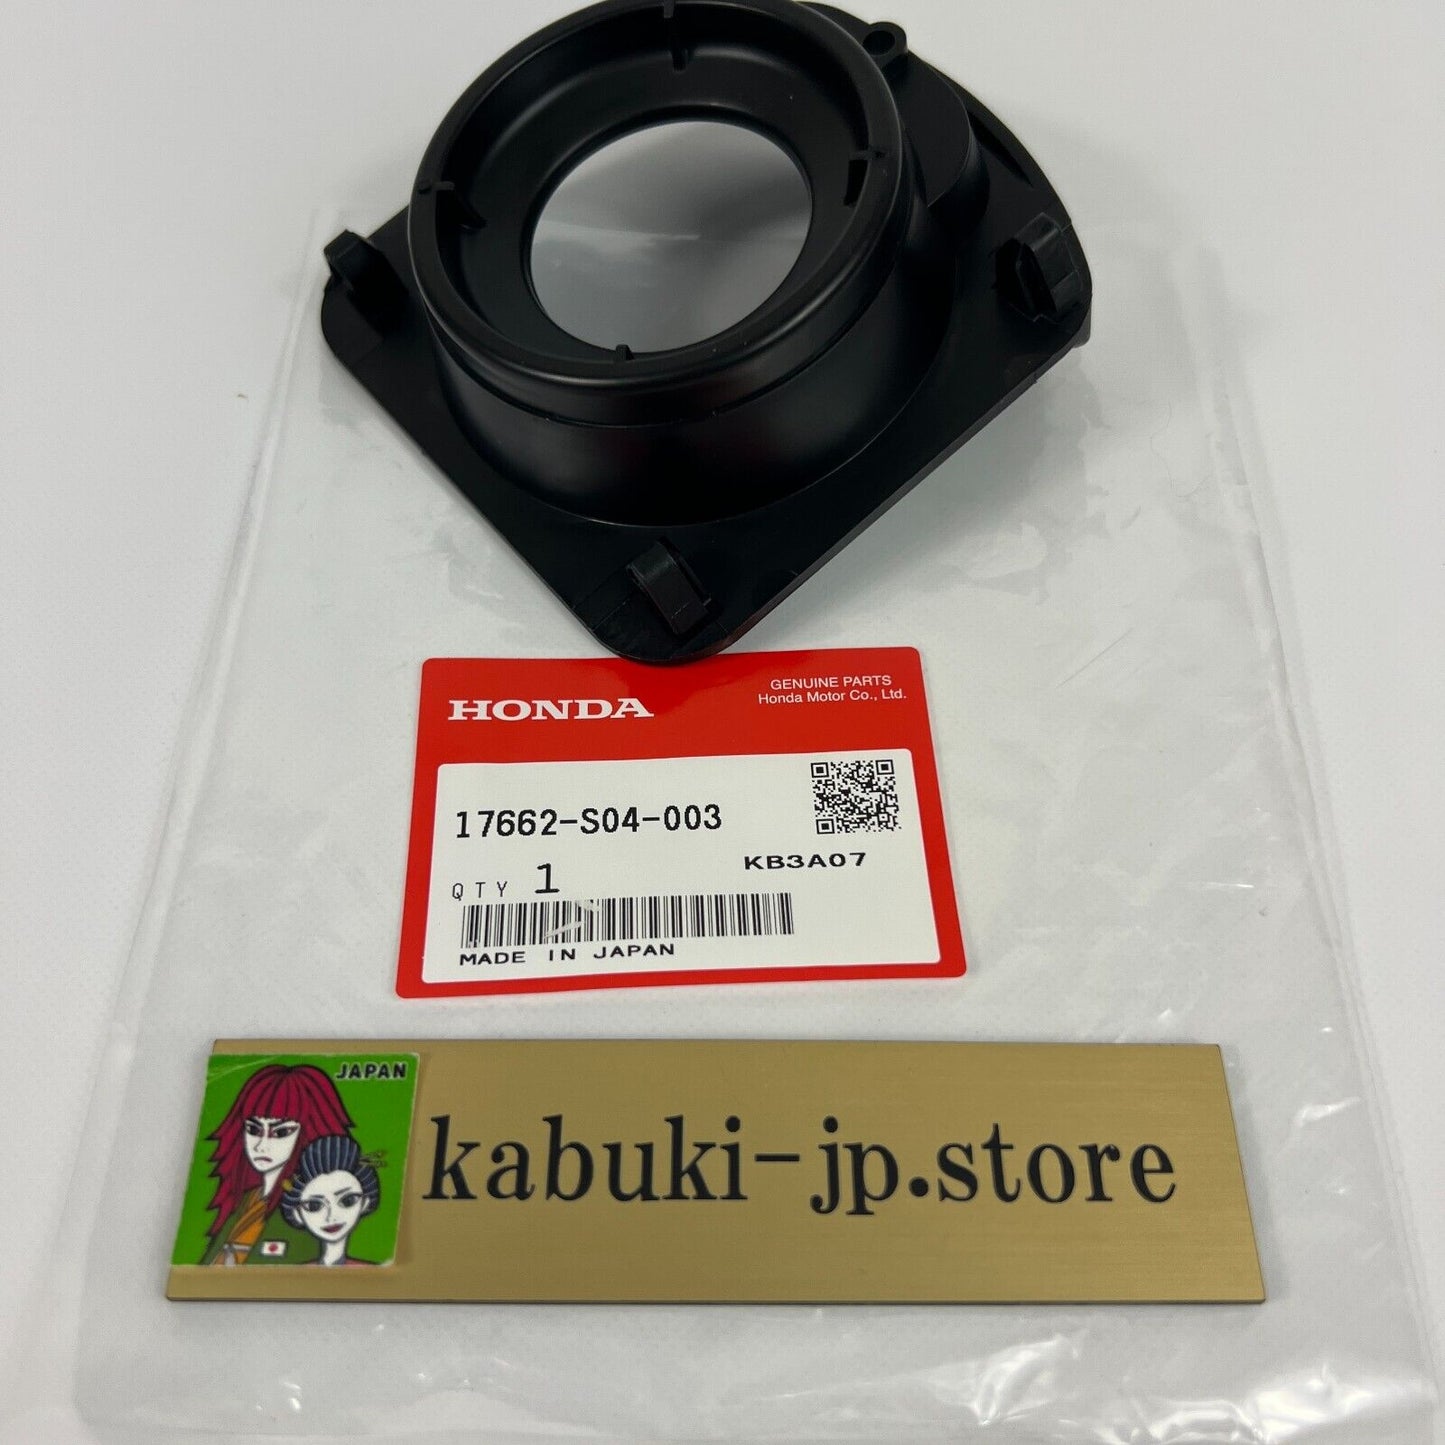 HONDA
GENUINE PARTS
Honda Motor Co., Ltd.
17662-S04-003
KB3A07
QTY 1
MADE IN JAPAN
JAPAN
kabuki-jp.store